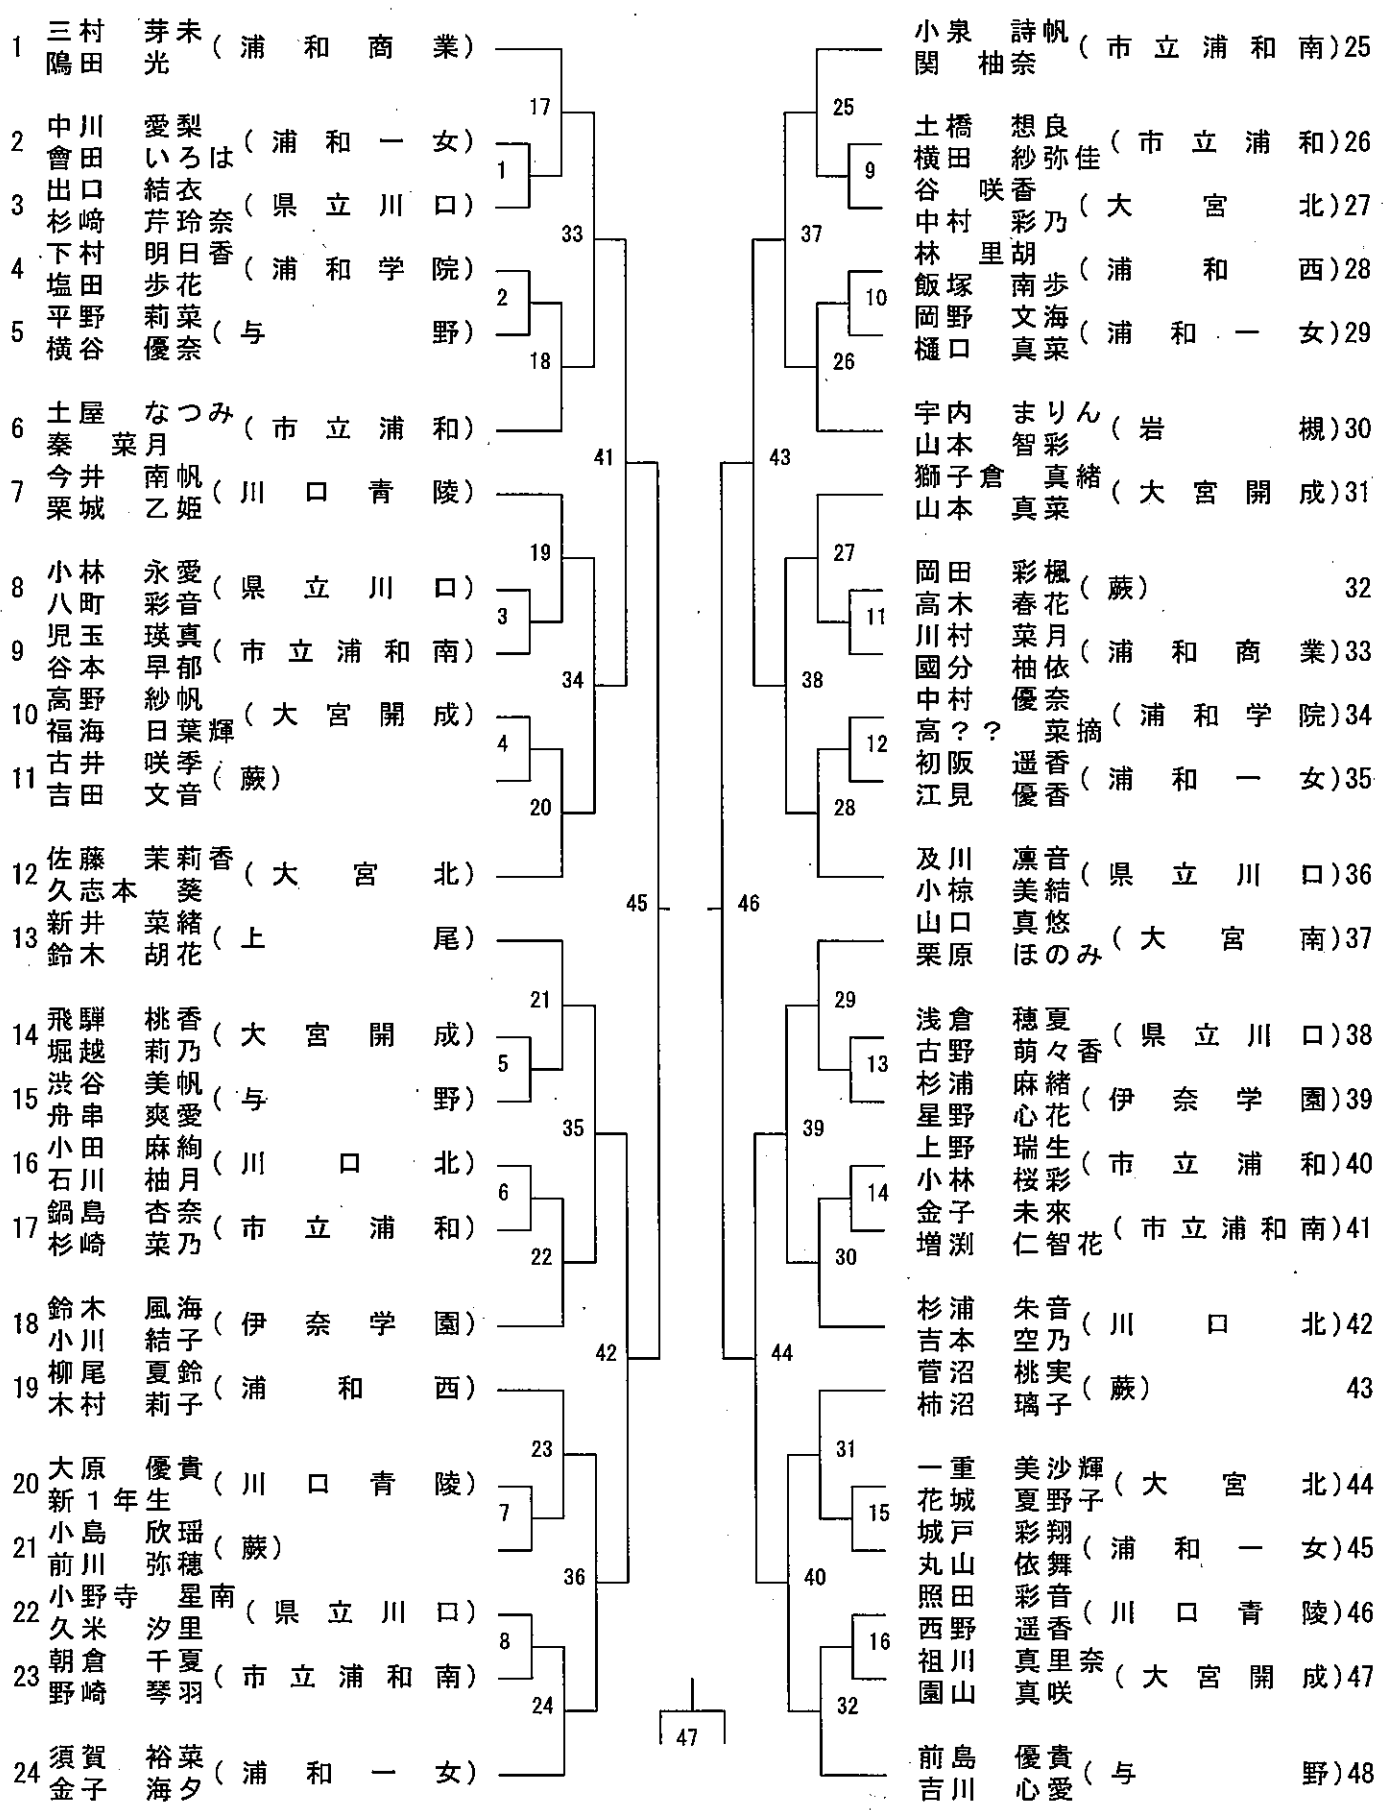 1 三村 芽未 (浦和商業)
鴎田 光
2 中川 愛梨 (浦和一女)
會田 いろは
3 出口 結衣 (県立川口)
杉﨑 芹玲奈
4 下村 明日香 (浦和学院)
塩田 歩花
5 平野 莉菜 (与野)
横谷 優奈
6 土屋 なつみ (市立浦和)
秦 菜月
7 今井 南帆 (川口青陵)
栗城 乙姫
8 小林 永愛 (県立川口)
八町 彩音
9 児玉 瑛真 (市立浦和南)
谷本 早郁
10 高野 紗帆 (大宮開成)
福海 日葉輝
11 古井 咲季 (蕨)
吉田 文音
12 佐藤 茉莉香 (大宮北)
久志本 葵
13 新井 菜緒 (上尾)
鈴木 胡花
14 飛騨 桃香 (大宮開成)
堀越 莉乃
15 渋谷 美帆 (与野)
舟串 爽愛
16 小田 麻絢 (川口北)
石川 柚月
17 鍋島 杏奈 (市立浦和)
杉崎 菜乃
18 鈴木 風海 (伊奈学園)
小川 結子
19 柳尾 夏鈴 (浦和西)
木村 莉子
20 大原 優貴 (川口青陵)
新1年生
21 小島 欣瑶 (蕨)
前川 弥穂
22 小野寺 星南 (県立川口)
久米 汐里
23 朝倉 千夏 (市立浦和南)
野崎 琴羽
24 須賀 裕菜 (浦和一女)
金子 海夕
17
1
33
2
18
41
19
3
34
4
20
45
21
5
35
6
22
42
23
7
36
8
24
47
25
9
37
10
26
43
27
11
38
12
28
46
29
13
39
14
30
44
31
15
40
16
32
小泉 詩帆 (市立浦和南) 25
関 柚奈
土橋 想良 (市立浦和) 26
横田 紗弥佳
谷 咲香 (大宮北) 27
中村 彩乃
林 里胡 (浦和西) 28
飯塚 南歩
岡野 文海 (浦和一女) 29
樋口 真菜
宇内 まりん (岩槻) 30
山本 智彩
獅子倉 真緒 (大宮開成) 31
山本 真菜
岡田 彩楓 (蕨) 32
高木 春花
川村 菜月 (浦和商業) 33
國分 柚依
中村 優奈 (浦和学院) 34
高?? 菜摘
初阪 遥香 (浦和一女) 35
江見 優香
及川 凛音 (県立川口) 36
小椋 美結
山口 真悠 (大宮南) 37
栗原 ほのみ
浅倉 穂夏 (県立川口) 38
古野 萌々香
杉浦 麻緒 (伊奈学園) 39
星野 心花
上野 瑞生 (市立浦和) 40
小林 桜彩
金子 未來 (市立浦和南) 41
増渕 仁智花
杉浦 朱音 (川口北) 42
吉本 空乃
菅沼 桃実 (蕨) 43
柿沼 璃子
一重 美沙輝 (大宮北) 44
花城 夏野子
城戸 彩翔 (浦和一女) 45
丸山 依舞
照田 彩音 (川口青陵) 46
西野 遥香
祖川 真里奈 (大宮開成) 47
園山 真咲
前島 優貴 (与野) 48
吉川 心愛